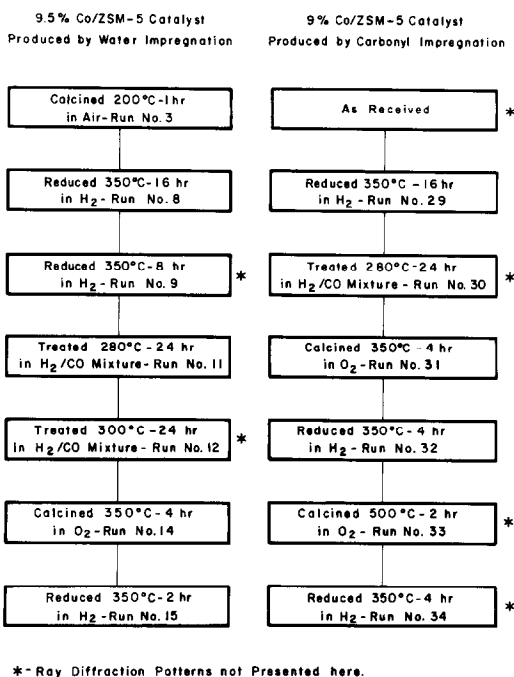 9.5% Co/ZSM-5 Catalyst
Produced by Water Impregnation
Calcined 200°C-1 hr
in Air-Run No. 3
Reduced 350°C-16 hr
in H2-Run No. 8
Reduced 350°C-8 hr
in H2-Run No. 9
*
Treated 280°C-24 hr
in H2/CO Mixture-Run No. 11
Treated 300°C-24 hr
in H2/CO Mixture-Run No. 12
*
Calcined 350°C-4 hr
in O2-Run No. 14
Reduced 350°C-2 hr
in H2-Run No. 15
9% Co/ZSM-5 Catalyst
Produced by Carbonyl Impregnation
As Received
*
Reduced 350°C-16 hr
in H2-Run No. 29
Treated 280°C-24 hr
in H2/CO Mixture-Run No. 30
*
Calcined 350°C-4 hr
in O2-Run No. 31
Reduced 350°C-4 hr
in H2-Run No. 32
Calcined 500°C-2 hr
in O2-Run No. 33
*
Reduced 350°C-4 hr
in H2-Run No. 34
*
*-Ray Diffraction Patterns not Presented here.